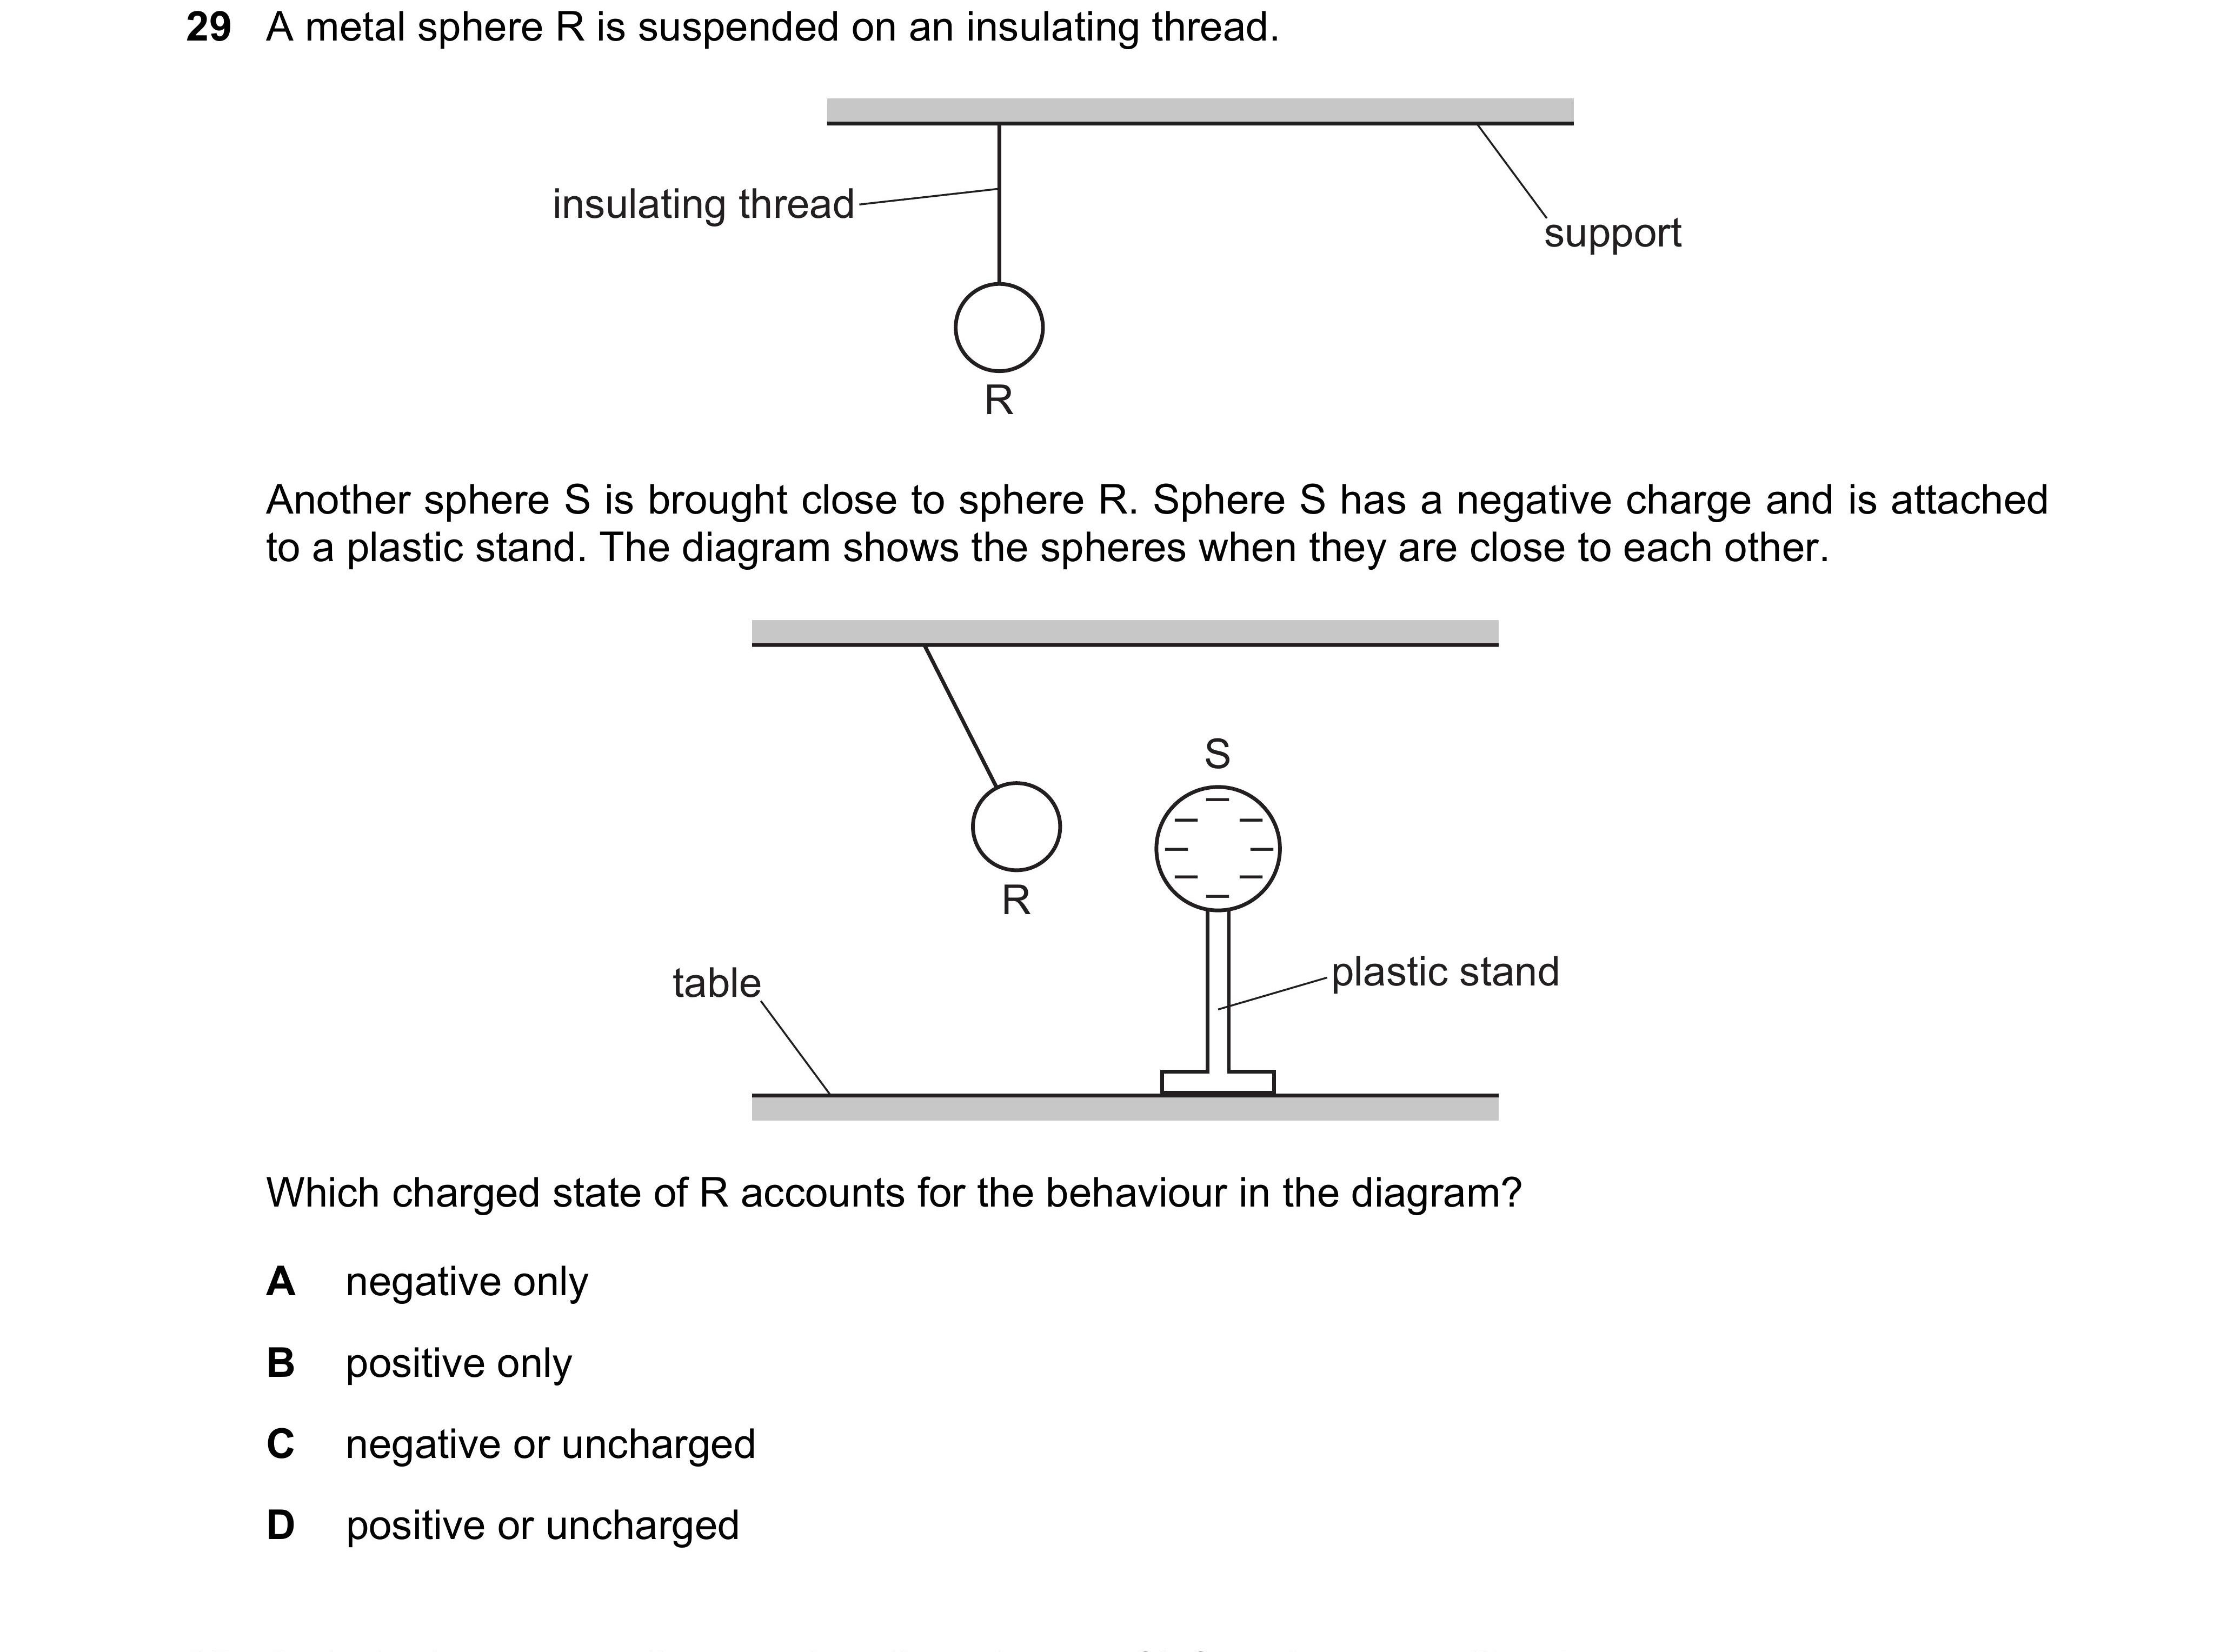 29 A metal sphere R is suspended on an insulating thread.
insulating thread
support
R
Another sphere S is brought close to sphere R. Sphere S has a negative charge and is attached
to a plastic stand. The diagram shows the spheres when they are close to each other.
S
R
table
plastic stand
Which charged state of R accounts for the behaviour in the diagram?
A negative only
B positive only
C negative or uncharged
D positive or uncharged